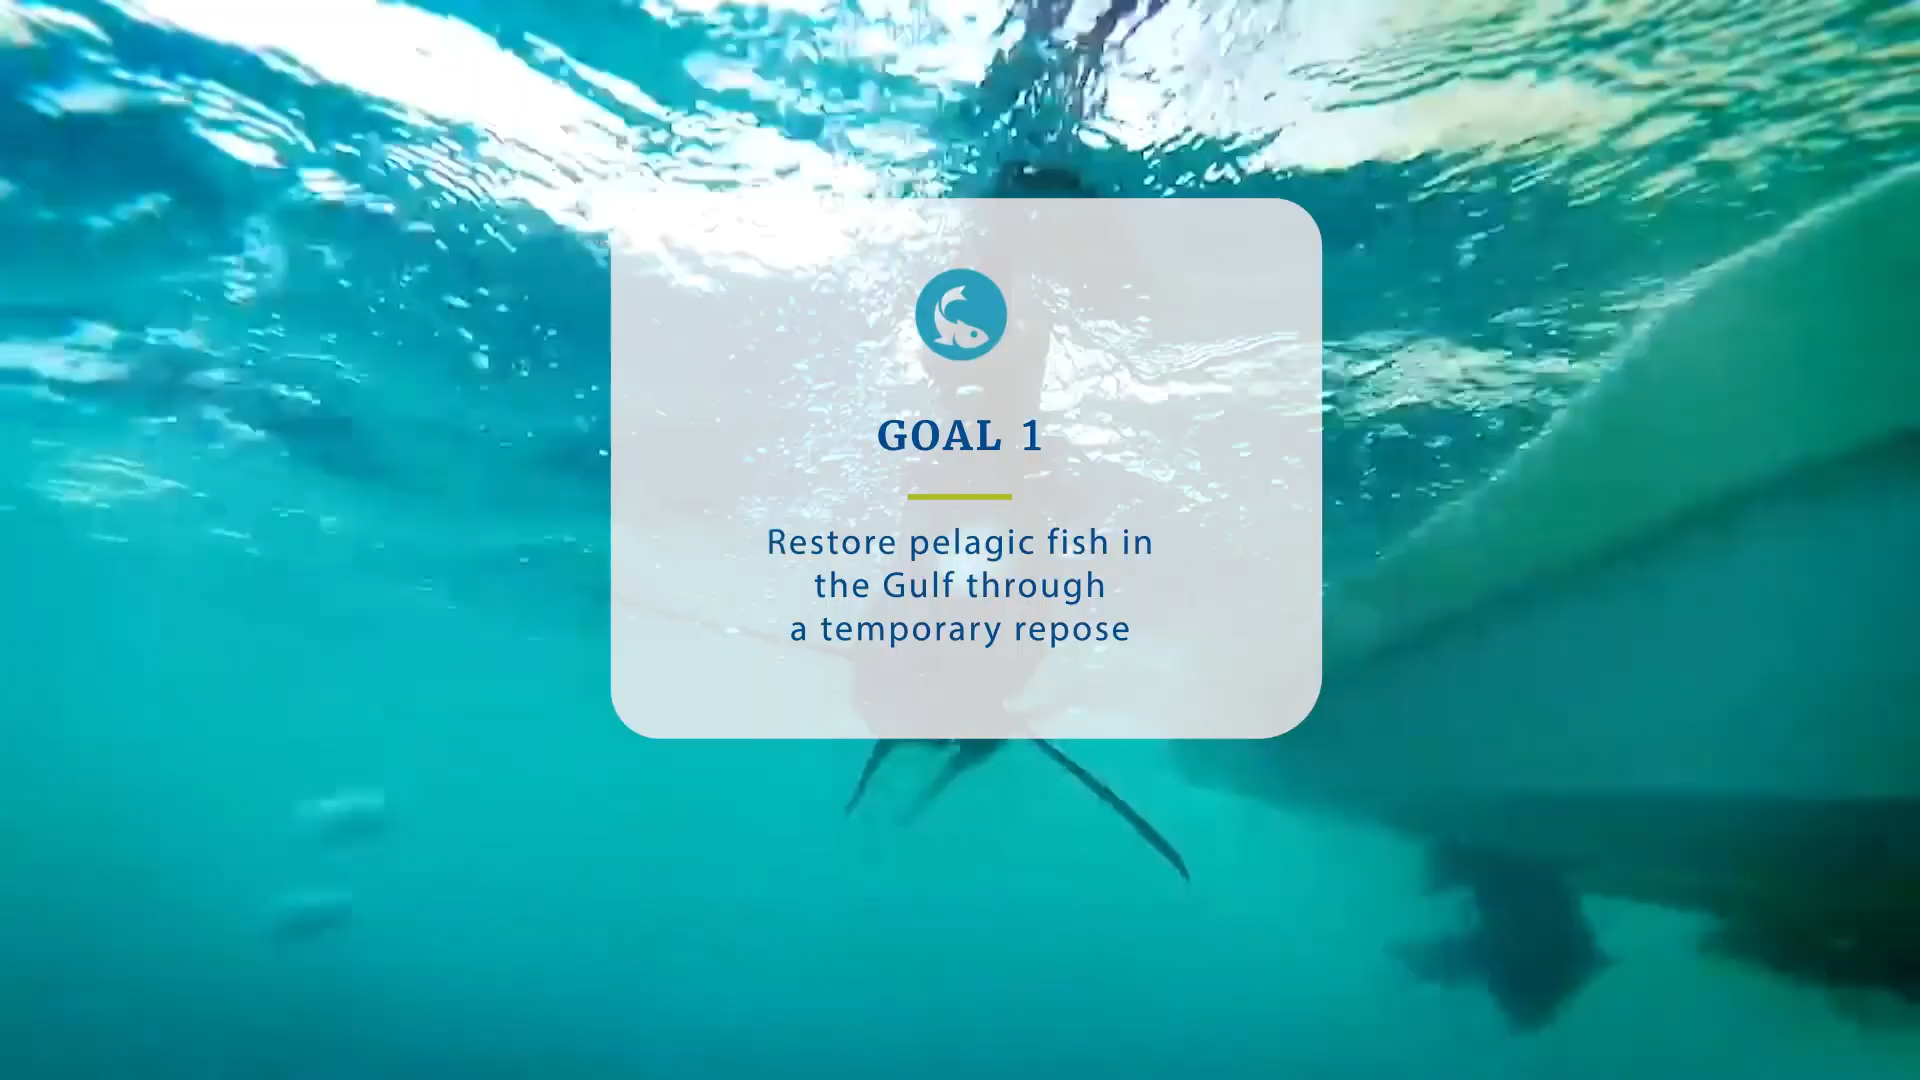 GOAL 1
Restore pelagic fish in
the Gulf through
a temporary repose